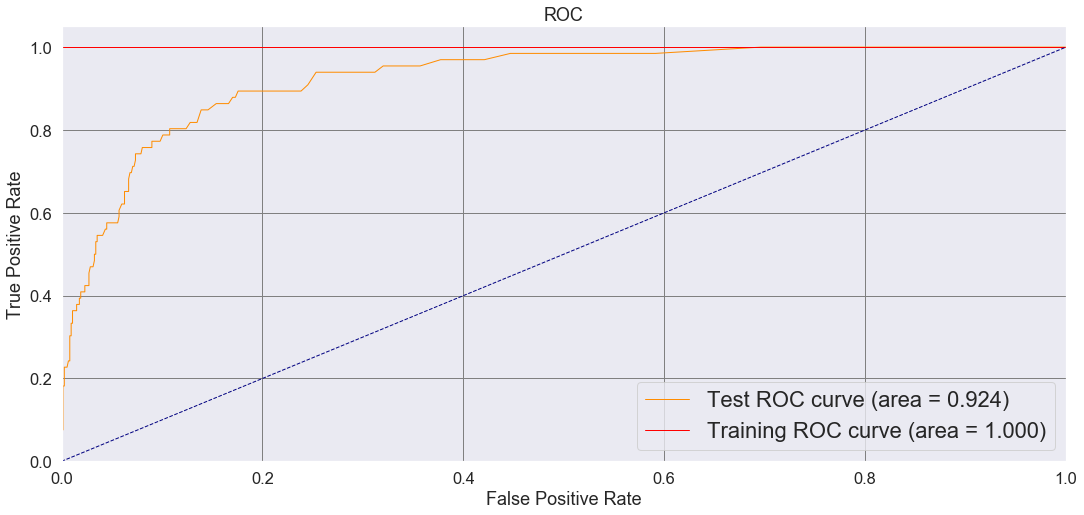 ROC
True Positive Rate
1.0
0.8
0.6
0.4
0.2
0.0
Test ROC curve (area = 0.924)
Training ROC curve (area = 1.000)
0.0 0.2 0.4 0.6 0.8 1.0
False Positive Rate